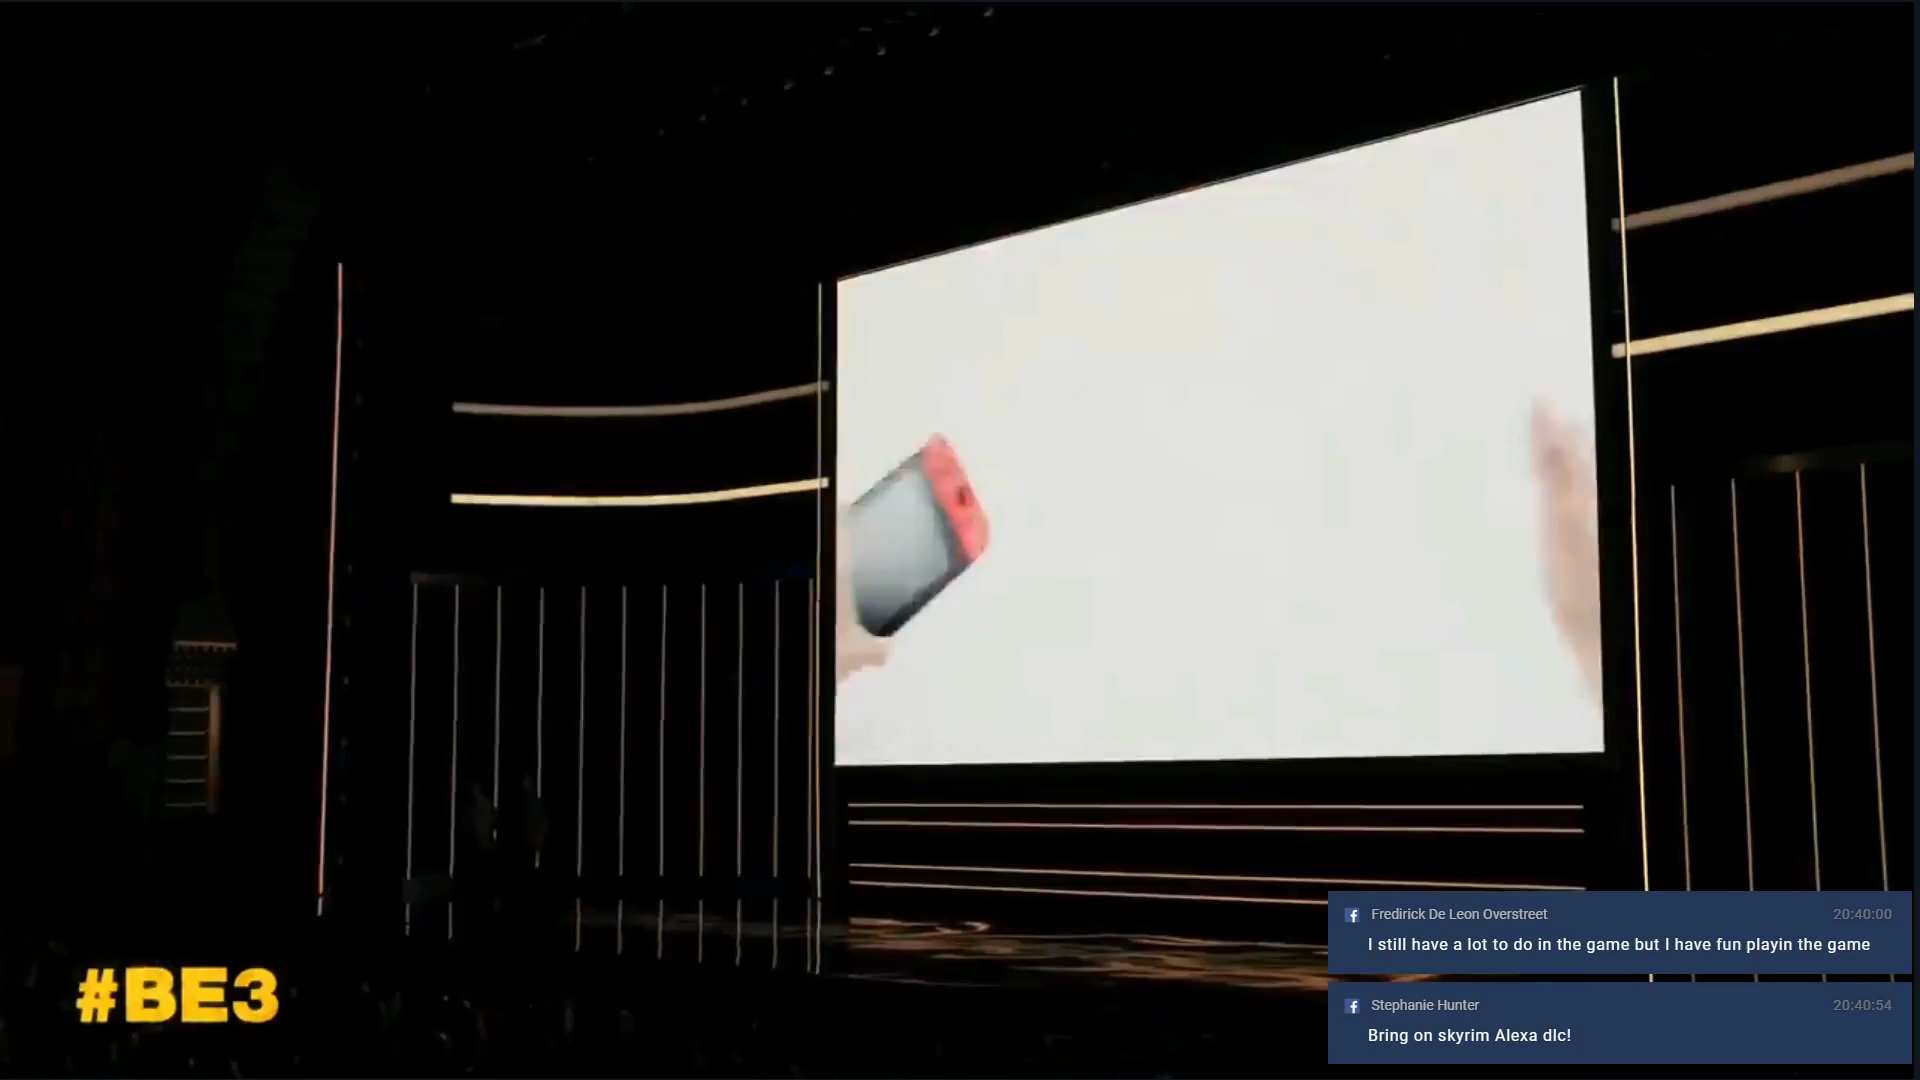 #BE3
Fredirick De Leon Overstreet 20:40:00
I still have a lot to do in the game but I have fun playin the game
Stephanie Hunter 20:40:54
Bring on skyrim Alexa dlc!